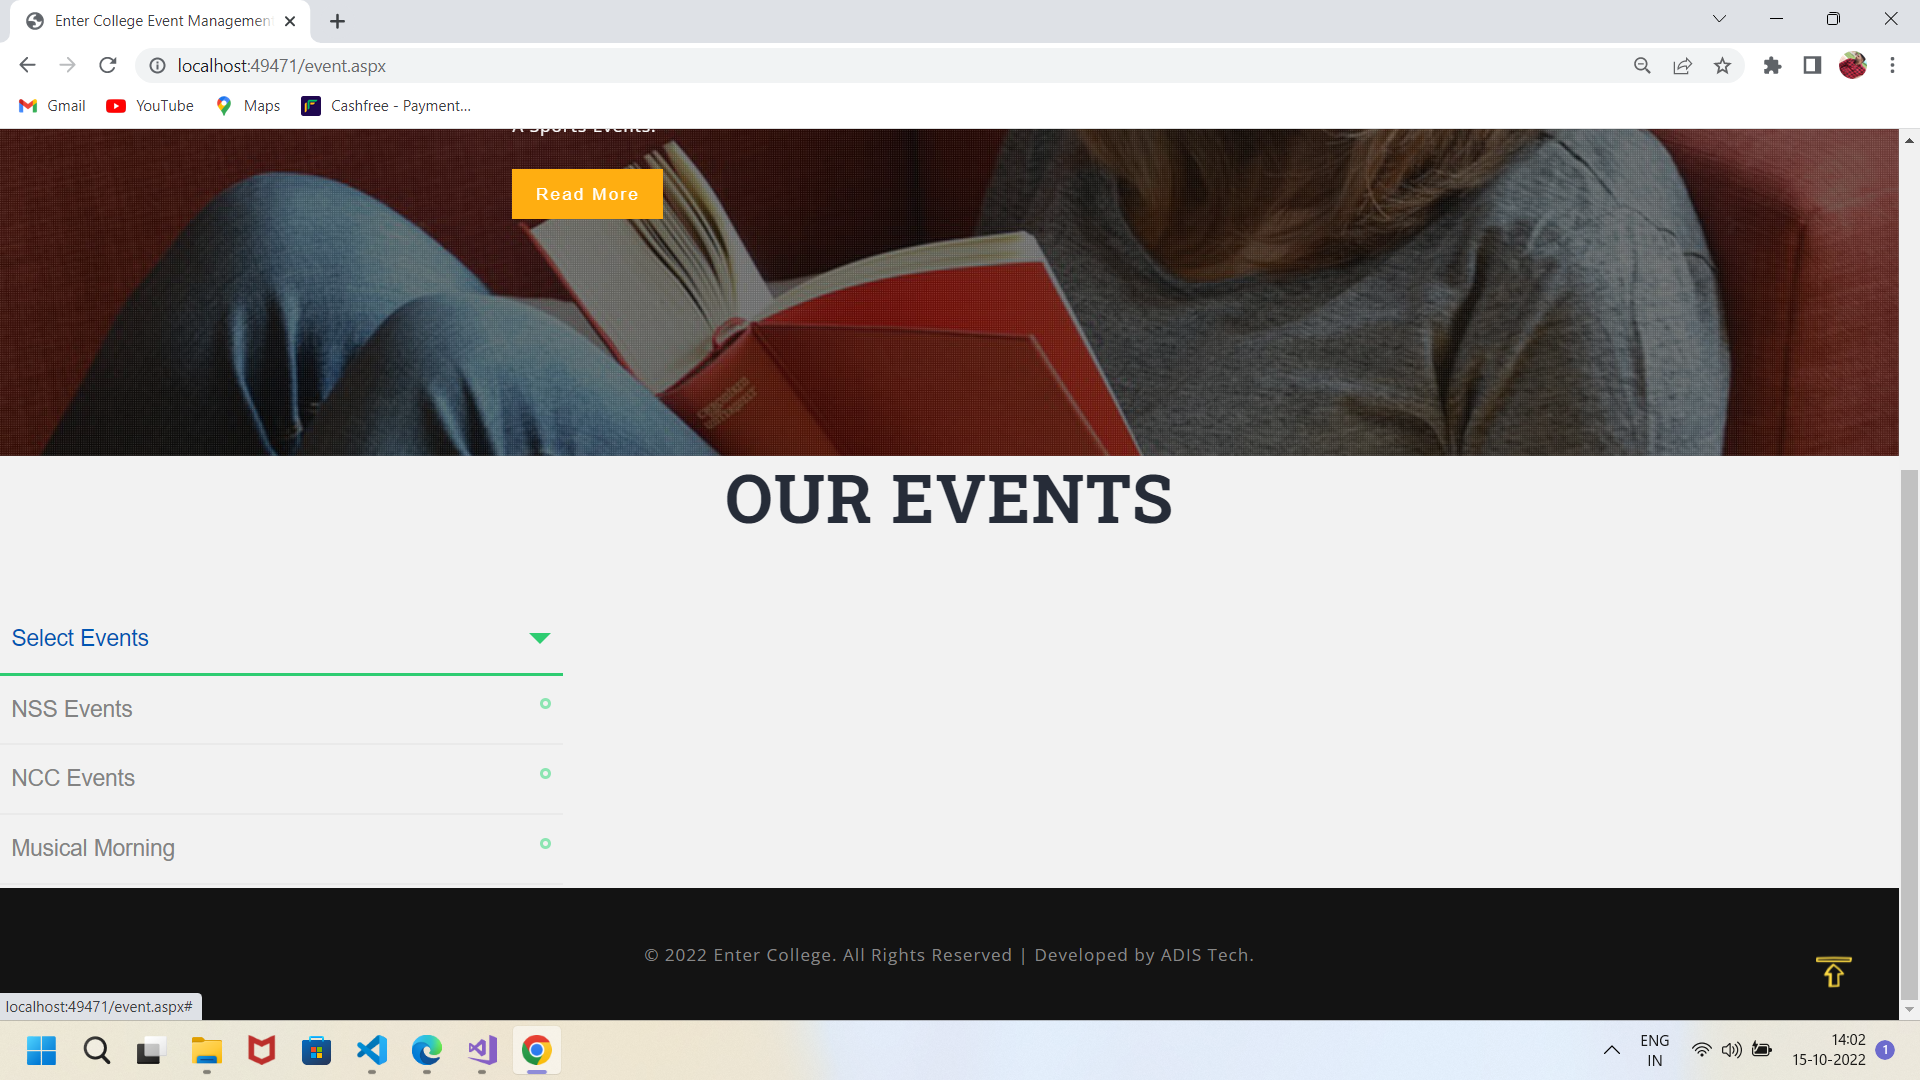 Enter College Event Managemen
localhost:49471/event.aspx
Gmail YouTube Maps Cashfree - Payment...
A Sports Events.
Read More
OUR EVENTS
Select Events
NSS Events
NCC Events
Musical Morning
© 2022 Enter College. All Rights Reserved | Developed by ADIS Tech.
localhost:49471/event.aspx#
ENG
IN
14:02
15-10-2022
1